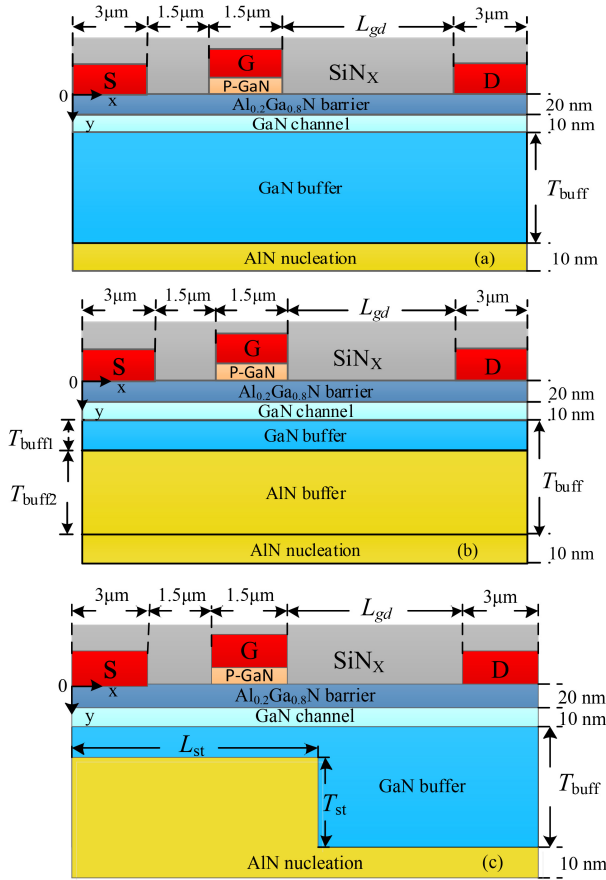 3μm 1.5μm 1.5μm L_gd 3μm
G
S P-GaN SiN_X D
0 x Al_0.2Ga_0.8N barrier 20 nm
y GaN channel 10 nm
GaN buffer T_buff
AlN nucleation (a) 10 nm
3μm 1.5μm 1.5μm L_gd 3μm
G
S P-GaN SiN_X D
0 x Al_0.2Ga_0.8N barrier 20 nm
y GaN channel 10 nm
T_buff1 GaN buffer
T_buff2 AlN buffer T_buff
AlN nucleation (b) 10 nm
3μm 1.5μm 1.5μm L_gd 3μm
G
S P-GaN SiN_X D
0 x Al_0.2Ga_0.8N barrier 20 nm
y GaN channel 10 nm
L_st
T_st GaN buffer T_buff
AlN nucleation (c) 10 nm